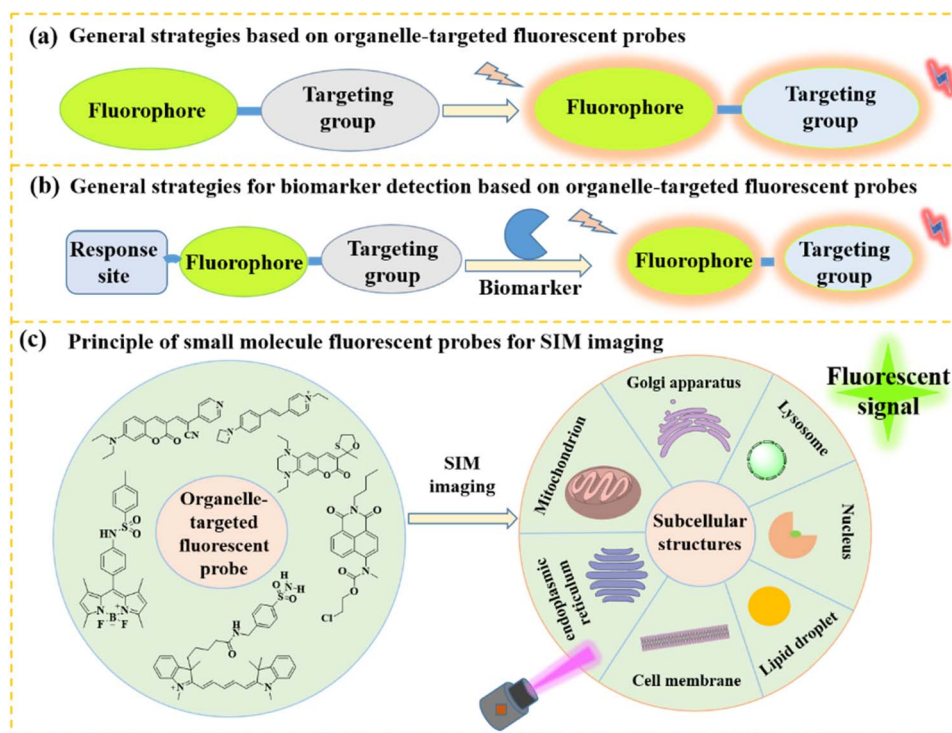 (a) General strategies based on organelle-targeted fluorescent probes
Fluorophore
Targeting
group
Fluorophore
Targeting
group
(b) General strategies for biomarker detection based on organelle-targeted fluorescent probes
Response
site
Fluorophore
Targeting
group
Biomarker
Fluorophore
Targeting
group
(c) Principle of small molecule fluorescent probes for SIM imaging
Organelle-
targeted
fluorescent
probe
N
N
O
O
CN
N
N+
N
N
O
O
S
O
O
S
O
HN
N
N
B
F
F
+
−
N
O
O
N
O
O
Cl
O
S
O
N
H
H
H
N
O
N
+
N
SIM
imaging
Fluorescent
signal
Subcellular
structures
Golgi apparatus
Lysosome
Nucleus
Lipid droplet
Cell membrane
endoplasmic
reticulum
Mitochondrion